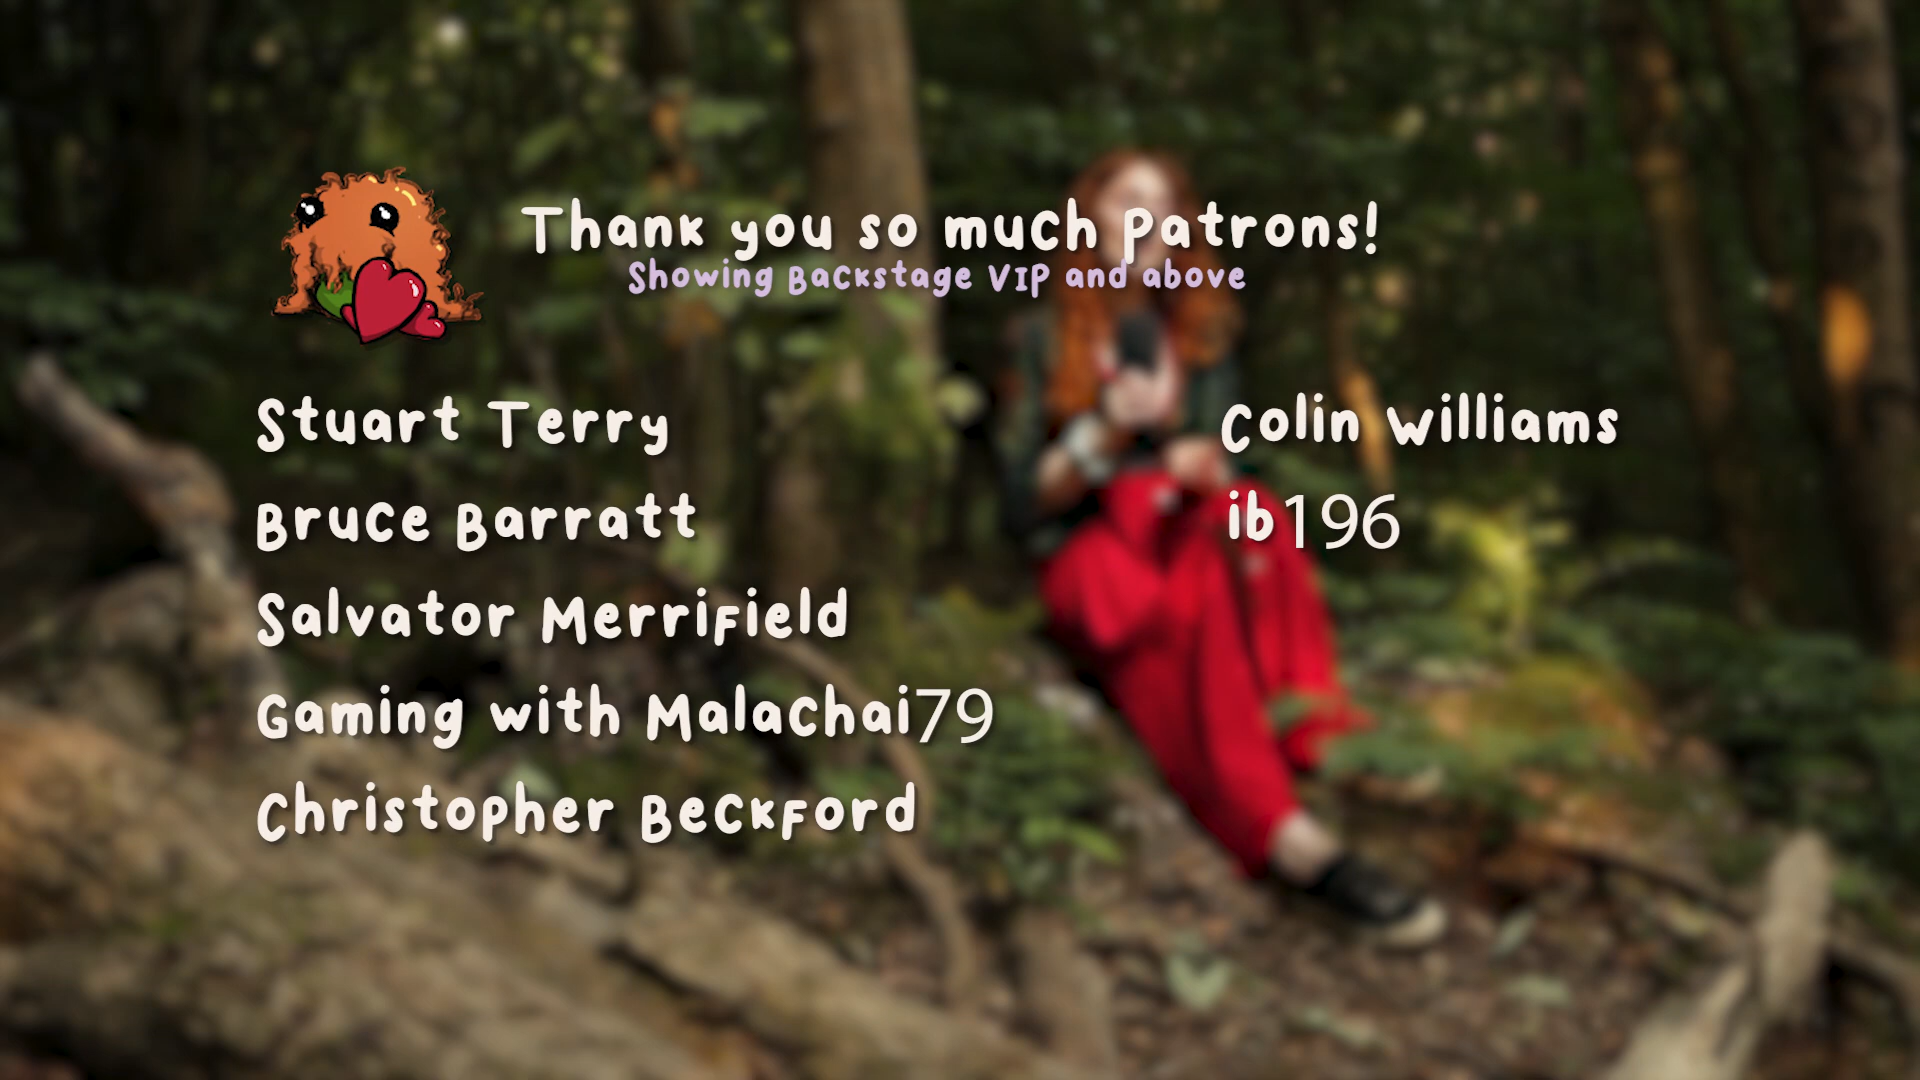 Thank you so much Patrons!
Showing Backstage VIP and above
Stuart Terry
Bruce Barratt
Salvator Merrifield
Gaming with Malachai79
Christopher Beckford
Colin Williams
ib196